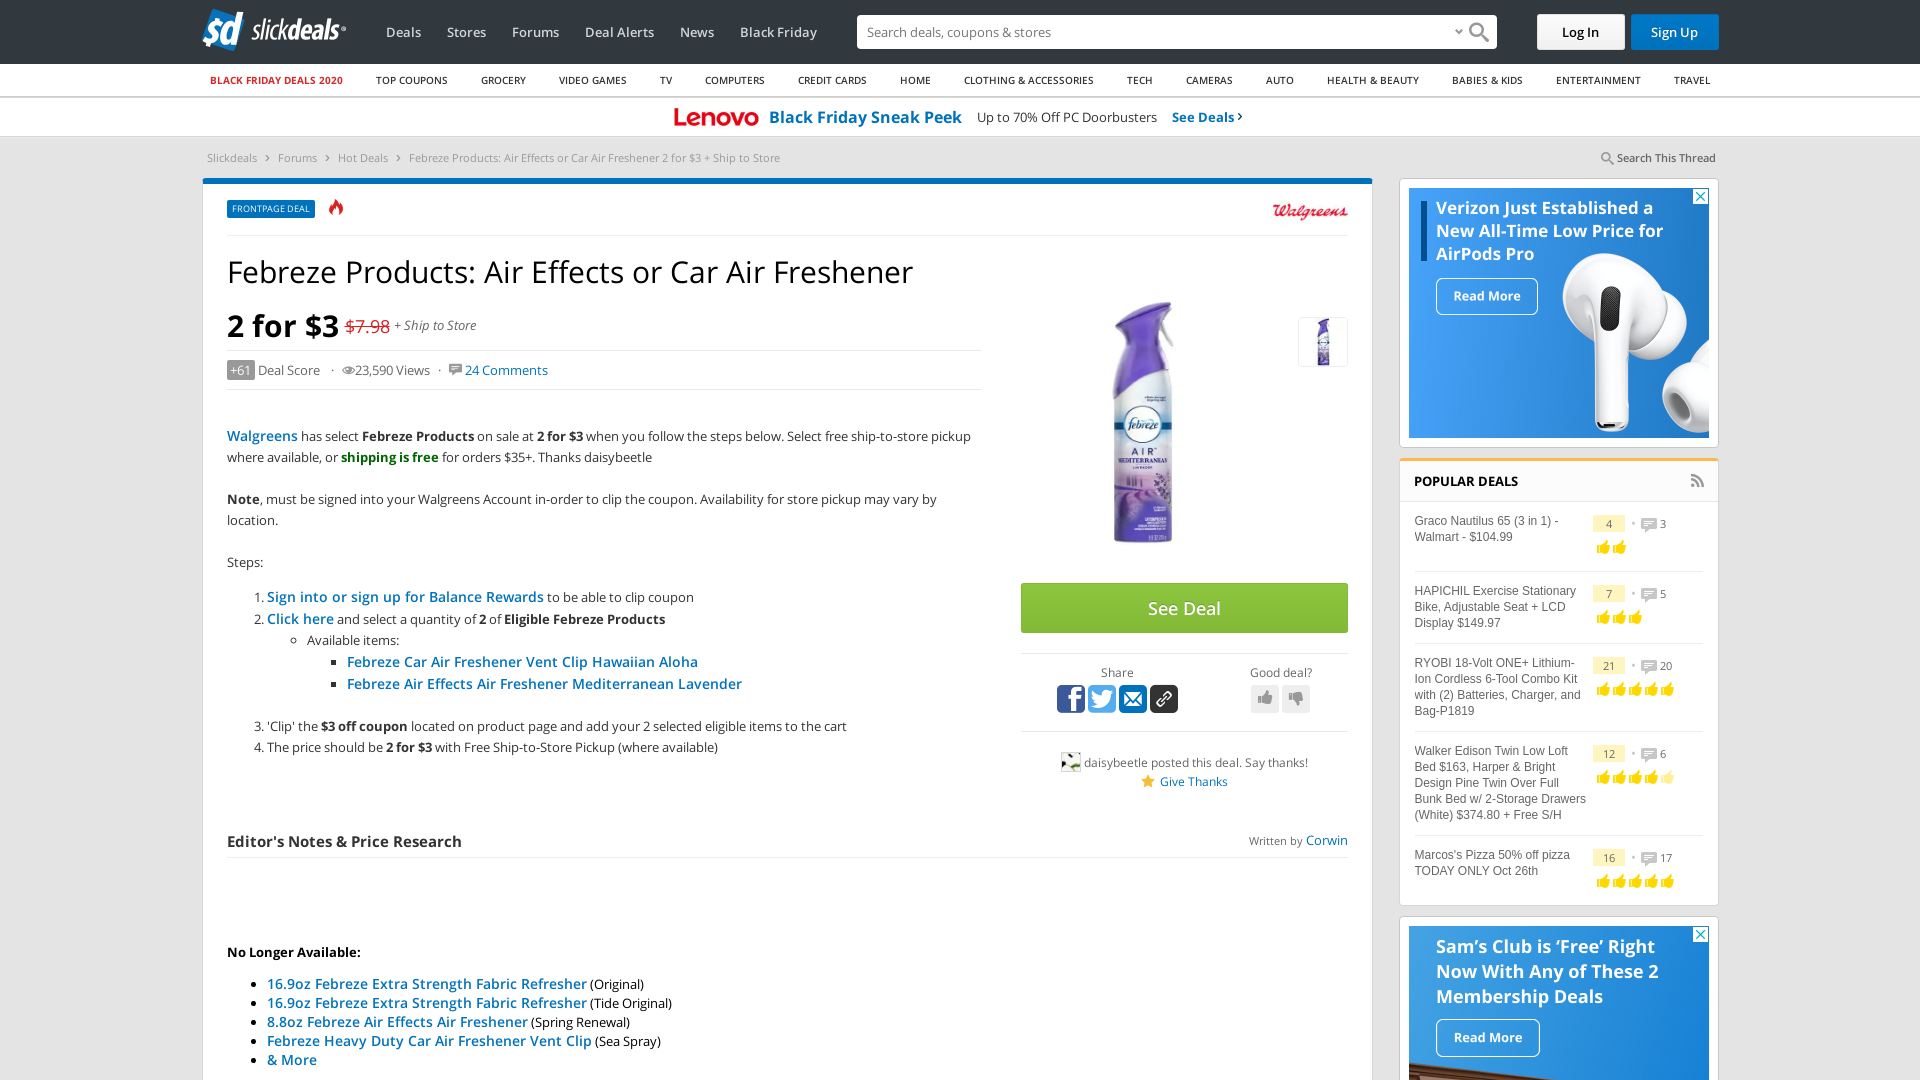 slickdeals
Deals Stores Forums Deal Alerts News Black Friday
Search deals, coupons & shopping
Log In Sign Up
BLACK FRIDAY DEALS 2020 TOP COUPONS GROCERY VIDEO GAMES TV COMPUTERS CREDIT CARDS HOME CLOTHING & ACCESSORIES TECH CAMERAS AUTO HEALTH & BEAUTY BABIES & KIDS ENTERTAINMENT TRAVEL
Lenovo Black Friday Sneak Peek Up to 70% Off PC Doorbusters See Deals ›
Slickdeals › Forums › Hot Deals › Febreze Products: Air Effects or Car Air Freshener 2 for $3 + Ship to Store
Search This Thread
FRONTPAGE DEAL
Walgreens
Febreze Products: Air Effects or Car Air Freshener
2 for $3 $7.98 + Ship to Store
+61 Deal Score · 23,590 Views · 24 Comments
Walgreens has select Febreze Products on sale at 2 for $3 when you follow the steps below. Select free ship-to-store pickup
where available, or shipping is free for orders $35+. Thanks daisybeetle
Note, must be signed into your Walgreens Account in-order to clip the coupon. Availability for store pickup may vary by
location.
Steps:
1. Sign into or sign up for Balance Rewards to be able to clip coupon
2. Click here and select a quantity of 2 of Eligible Febreze Products
Available items:
Febreze Car Air Freshener Vent Clip Hawaiian Aloha
Febreze Air Effects Air Freshener Mediterranean Lavender
3. 'Clip' the $3 off coupon located on product page and add your 2 selected eligible items to the cart
4. The price should be 2 for $3 with Free Ship-to-Store Pickup (where available)
febreze
AIR
MEDITERRANEAN
LAVENDER
See Deal
Share
Good deal?
daisybeetle posted this deal. Say thanks!
Give Thanks
Editor's Notes & Price Research
Written by Corwin
No Longer Available:
16.9oz Febreze Extra Strength Fabric Refresher (Original)
16.9oz Febreze Extra Strength Fabric Refresher (Tide Original)
8.8oz Febreze Air Effects Air Freshener (Spring Renewal)
Febreze Heavy Duty Car Air Freshener Vent Clip (Sea Spray)
& More
Verizon Just Established a
New All-Time Low Price for
AirPods Pro
Read More
POPULAR DEALS
Graco Nautilus 65 (3 in 1) -
Walmart - $104.99
4 • 3
HAPICHIL Exercise Stationary
Bike, Adjustable Seat + LCD
Display $149.97
7 • 5
RYOBI 18-Volt ONE+ Lithium-
Ion Cordless 6-Tool Combo Kit
with (2) Batteries, Charger, and
Bag-P1819
21 • 20
Walker Edison Twin Low Loft
Bed $163, Harper & Bright
Design Pine Twin Over Full
Bunk Bed w/ 2-Storage Drawers
(White) $374.80 + Free S/H
12 • 6
Marcos's Pizza 50% off pizza
TODAY ONLY Oct 26th
16 • 17
Sam's Club is ‘Free’ Right
Now With Any of These 2
Membership Deals
Read More